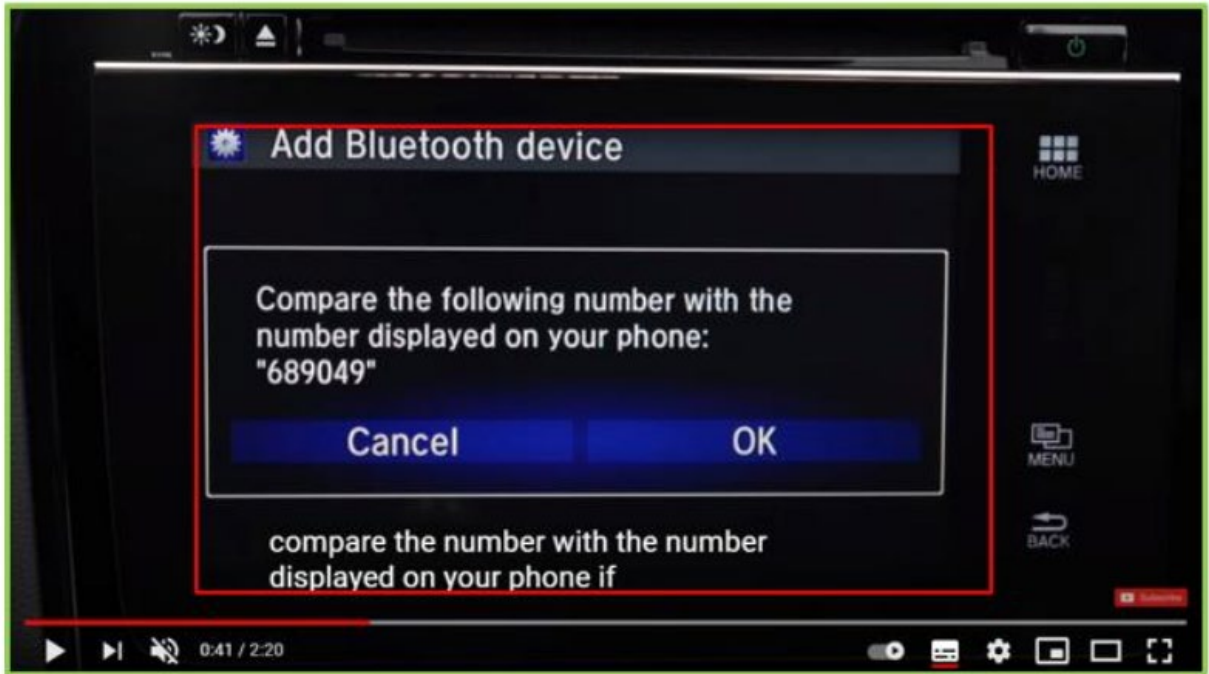 Add Bluetooth device
HOME
Compare the following number with the
number displayed on your phone:
"689049"
Cancel
OK
MENU
BACK
compare the number with the number
displayed on your phone if
Subscribe
0:41 / 2:20